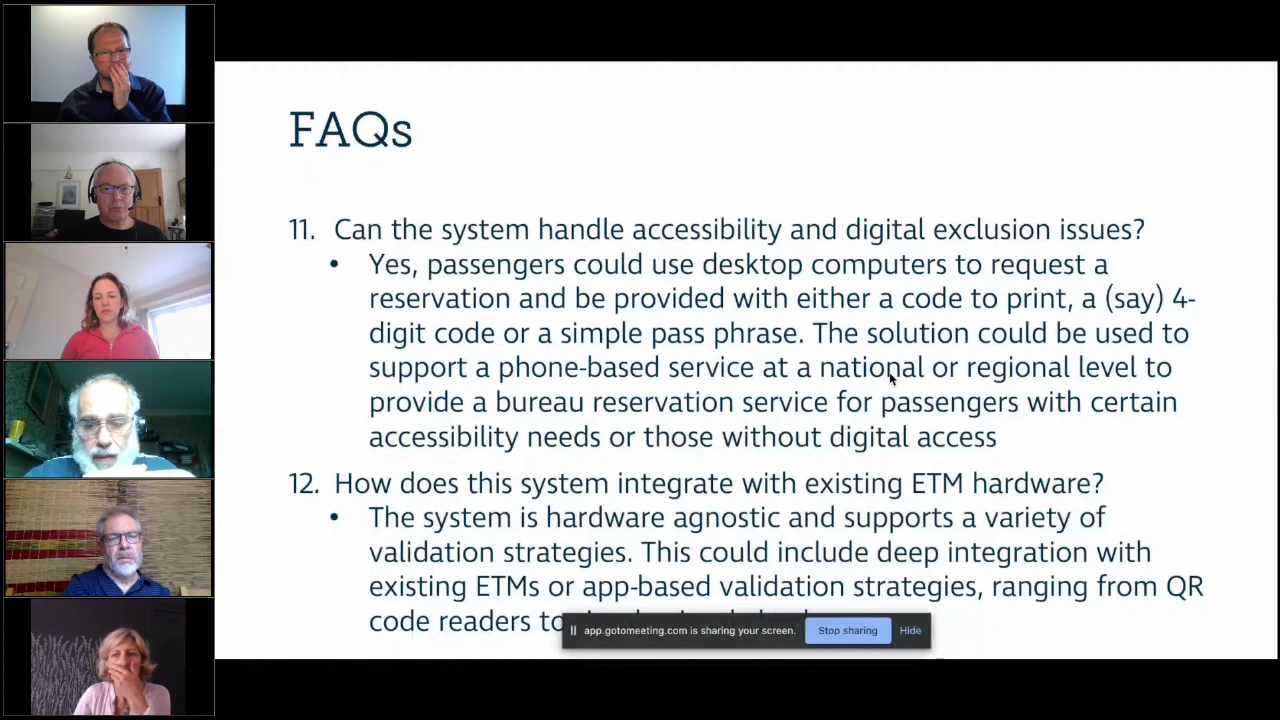 FAQs
11. Can the system handle accessibility and digital exclusion issues?
• Yes, passengers could use desktop computers to request a
reservation and be provided with either a code to print, a (say) 4-
digit code or a simple pass phrase. The solution could be used to
support a phone-based service at a national or regional level to
provide a bureau reservation service for passengers with certain
accessibility needs or those without digital access
12. How does this system integrate with existing ETM hardware?
• The system is hardware agnostic and supports a variety of
validation strategies. This could include deep integration with
existing ETMs or app-based validation strategies, ranging from QR
code readers to
app.gotomeeting.com is sharing your screen. Stop sharing Hide